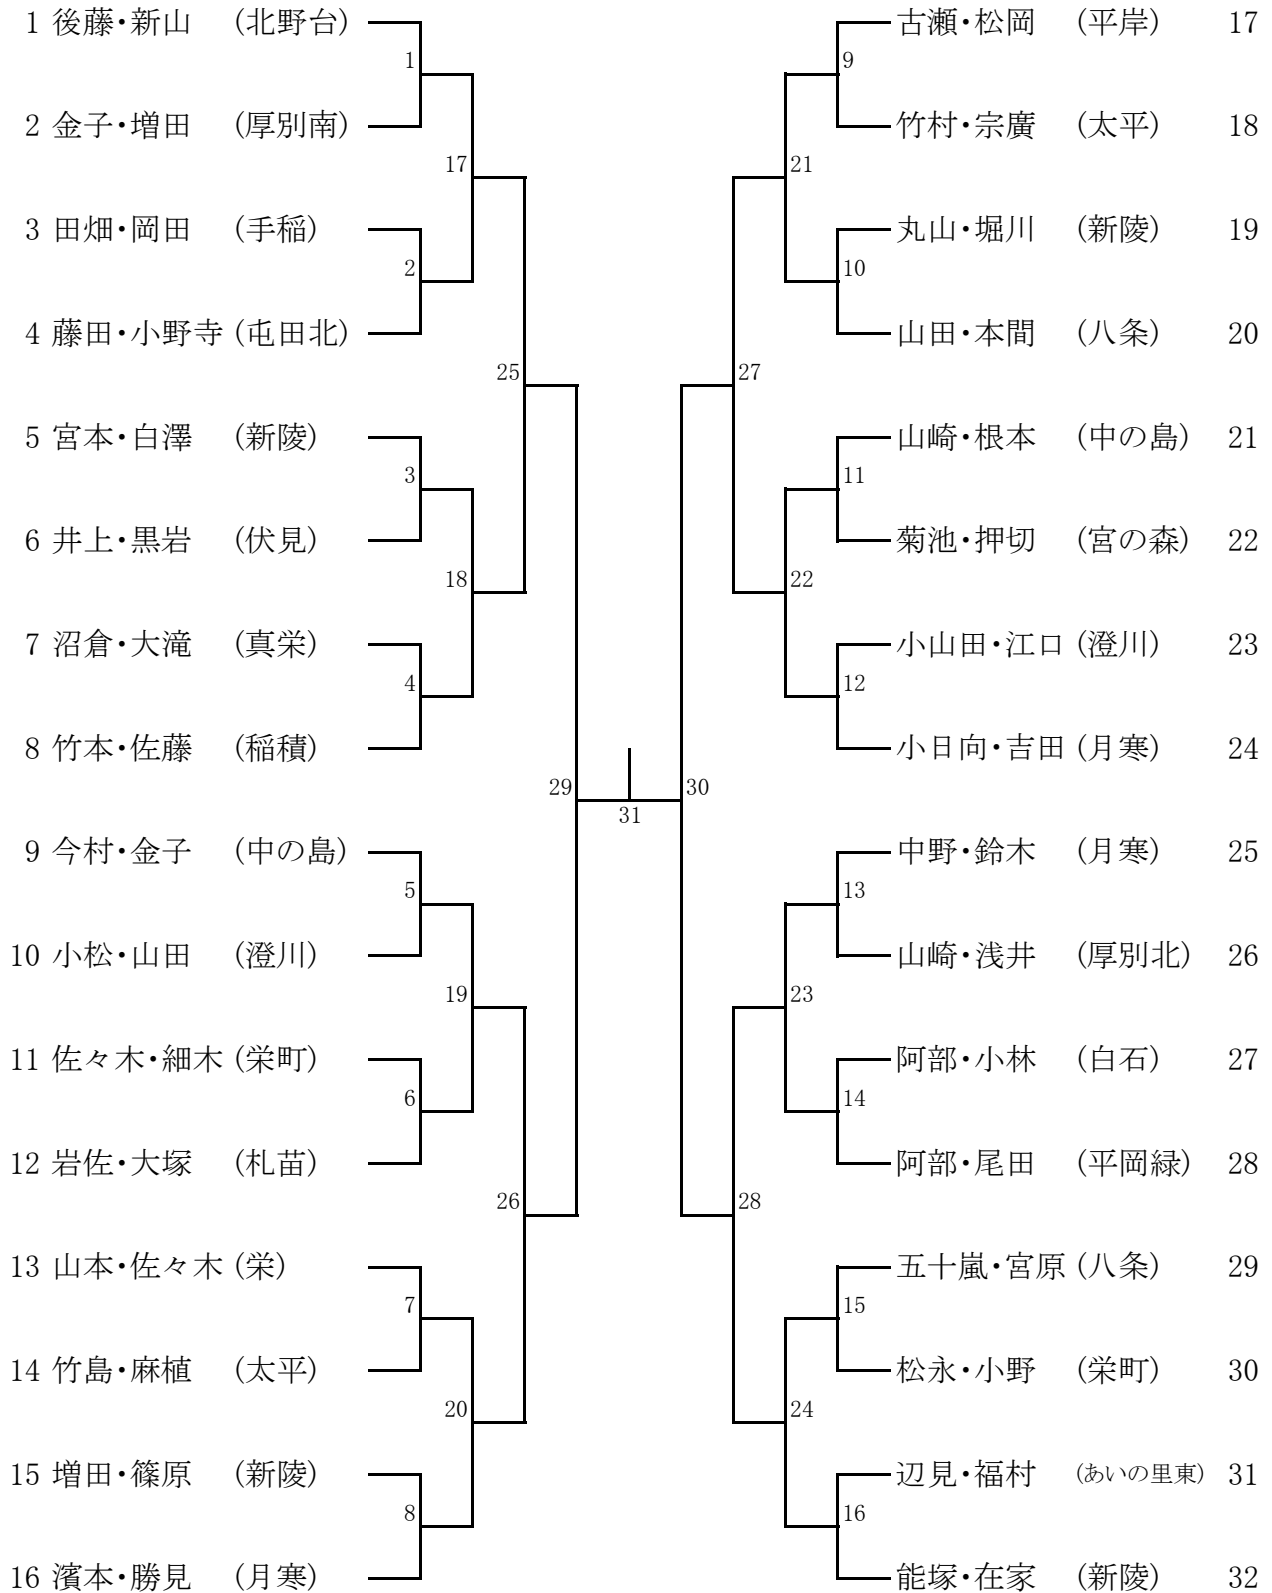 1 後藤・新山 (北野台)
1
2 金子・増田 (厚別南)
17
3 田畑・岡田 (手稲)
2
4 藤田・小野寺 (屯田北)
25
5 宮本・白澤 (新陵)
3
6 井上・黒岩 (伏見)
18
7 沼倉・大滝 (真栄)
4
8 竹本・佐藤 (稲積)
29
9 今村・金子 (中の島)
5
10 小松・山田 (澄川)
19
11 佐々木・細木 (栄町)
6
12 岩佐・大塚 (札苗)
26
13 山本・佐々木 (栄)
7
14 竹島・麻植 (太平)
20
15 増田・篠原 (新陵)
8
16 濱本・勝見 (月寒)
31
古瀬・松岡 (平岸) 17
9
竹村・宗廣 (太平) 18
21
丸山・堀川 (新陵) 19
10
山田・本間 (八条) 20
27
山崎・根本 (中の島) 21
11
菊池・押切 (宮の森) 22
22
小山田・江口 (澄川) 23
12
小日向・吉田 (月寒) 24
30
中野・鈴木 (月寒) 25
13
山崎・浅井 (厚別北) 26
23
阿部・小林 (白石) 27
14
阿部・尾田 (平岡緑) 28
28
五十嵐・宮原 (八条) 29
15
松永・小野 (栄町) 30
24
辺見・福村 (あいの里東) 31
16
能塚・在家 (新陵) 32